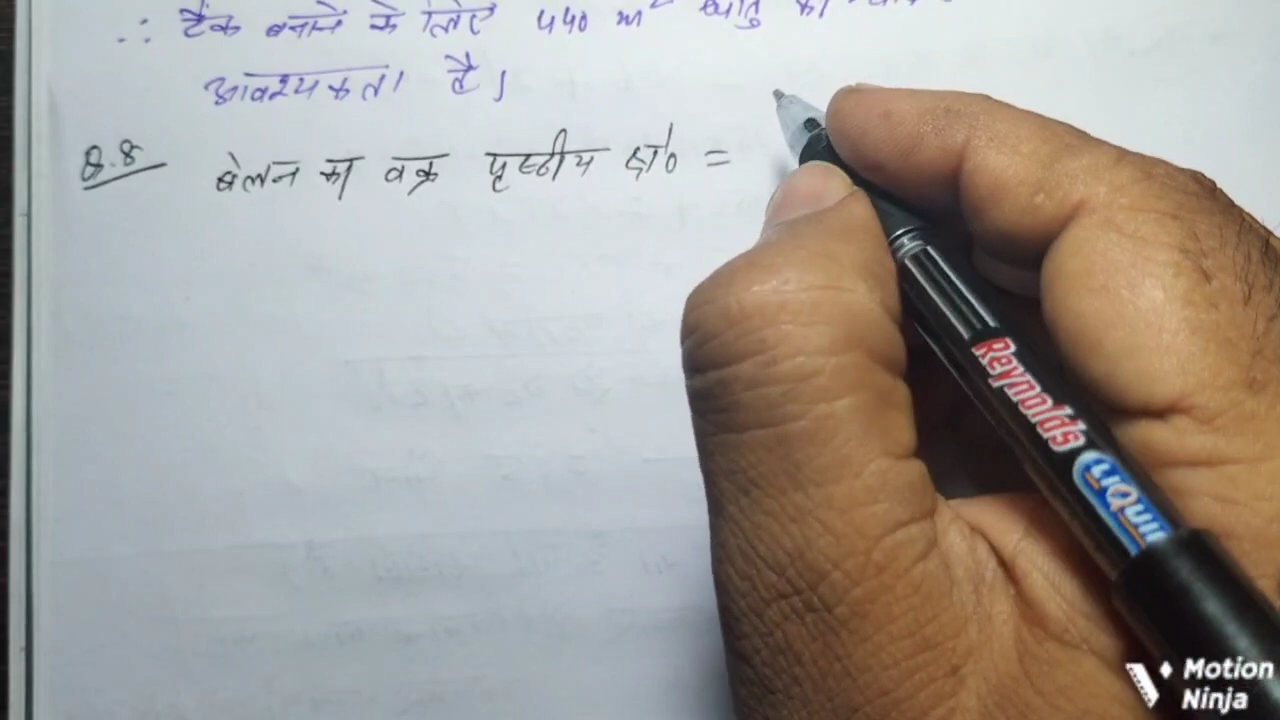 ∴ टैंक बनाने के लिए 440 m² धातु की
आवश्यकता है।
Q.8 बेलन का वक्र पृष्ठीय क्षे० =
Reynolds
LIQUI
Motion
Ninja